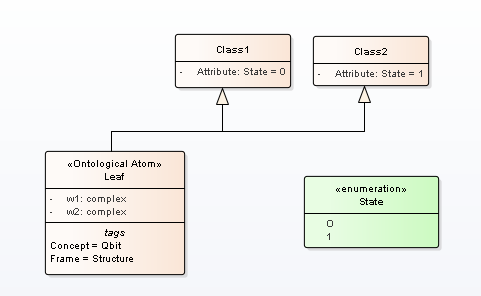 Class1
- Attribute: State = 0
Class2
- Attribute: State = 1
«Ontological Atom»
Leaf
- w1: complex
- w2: complex
tags
Concept = Qbit
Frame = Structure
«enumeration»
State
O
1